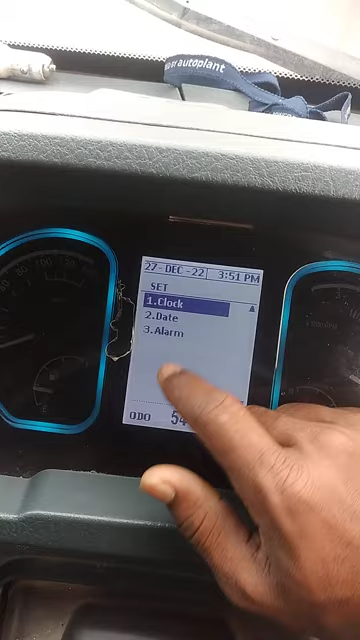 autoplant
27-DEC-22 3:51 PM
SET
1.Clock
2.Date
3.Alarm
ODO 54